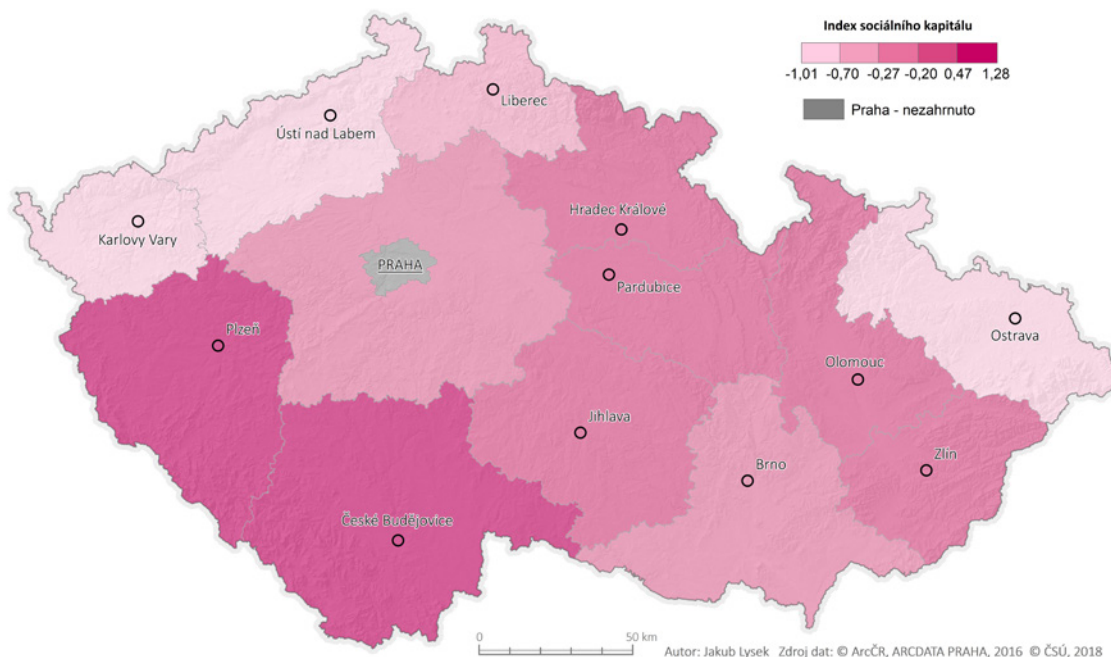 Index sociálního kapitálu
-1,01 -0,70 -0,27 -0,20 0,47 1,28
Praha - nezahrnuto
Liberec
Ústí nad Labem
Karlovy Vary
Hradec Králové
PRAHA
Pardubice
Ostrava
Plzeň
Olomouc
Jihlava
Zlín
Brno
České Budějovice
0 50 km
Autor: Jakub Lysek Zdroj dat: © ArcČR, ARCDATA PRAHA, 2016 © ČSÚ, 2018